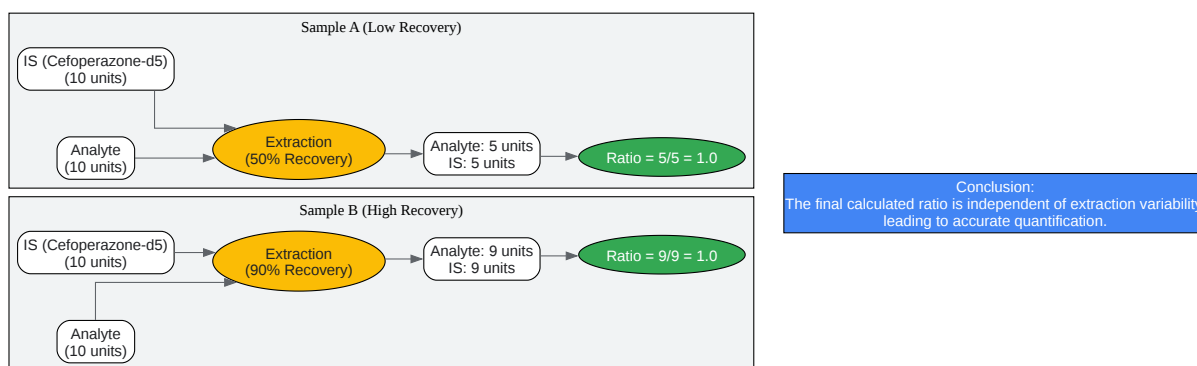 Sample A (Low Recovery)
IS (Cefoperazone-d5)
(10 units)
Analyte
(10 units)
Extraction
(50% Recovery)
Analyte: 5 units
IS: 5 units
Ratio = 5/5 = 1.0
Sample B (High Recovery)
IS (Cefoperazone-d5)
(10 units)
Analyte
(10 units)
Extraction
(90% Recovery)
Analyte: 9 units
IS: 9 units
Ratio = 9/9 = 1.0
Conclusion:
The final calculated ratio is independent of extraction variability,
leading to accurate quantification.